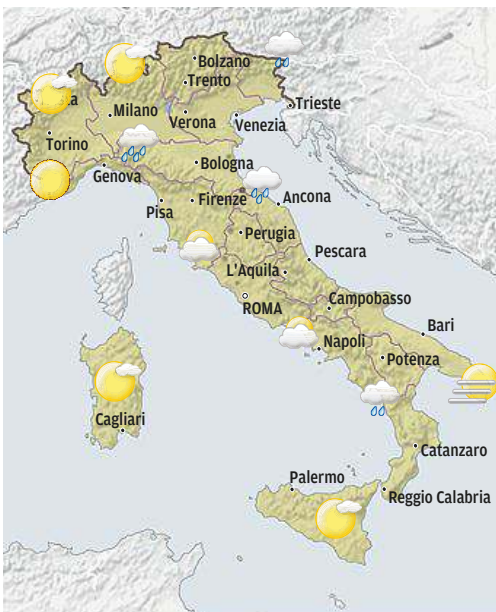 Bolzano
Trento
Trieste
Milano
Verona
Venezia
Torino
Bologna
Genova
Firenze
Ancona
Pisa
Perugia
Pescara
L'Aquila
Campobasso
ROMA
Bari
Napoli
Potenza
Cagliari
Catanzaro
Palermo
Reggio Calabria